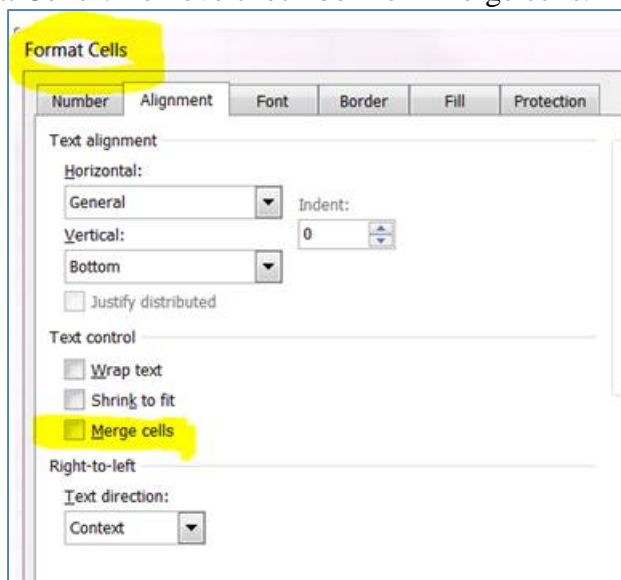 Format Cells
Number Alignment Font Border Fill Protection
Text alignment
Horizontal:
General
Indent:
Vertical:
0
Bottom
Justify distributed
Text control
Wrap text
Shrink to fit
Merge cells
Right-to-left
Text direction:
Context